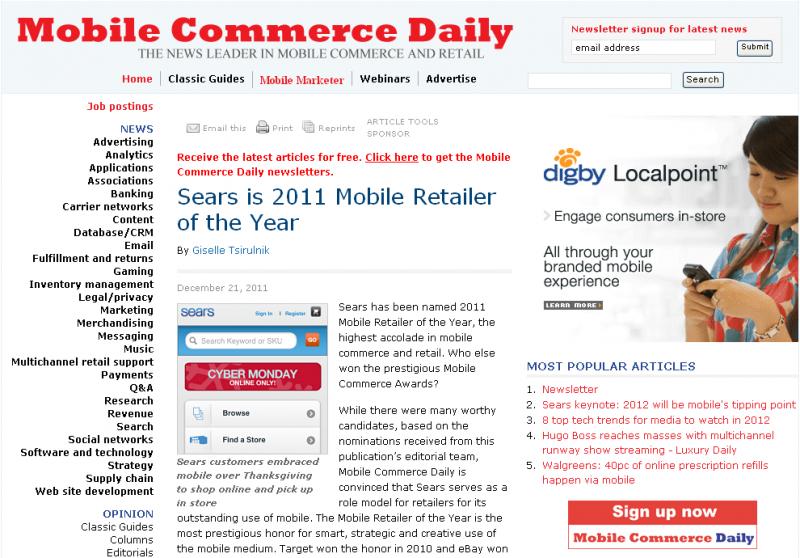 Mobile Commerce Daily
THE NEWS LEADER IN MOBILE COMMERCE AND RETAIL
Newsletter signup for latest news
email address
Submit
Home
Classic Guides
Mobile Marketer
Webinars
Advertise
Search
Job postings
NEWS
Advertising
Analytics
Applications
Associations
Banking
Carrier networks
Content
Database/CRM
Email
Fulfillment and returns
Gaming
Inventory management
Legal/privacy
Marketing
Merchandising
Messaging
Music
Multichannel retail support
Payments
Q&A
Research
Revenue
Search
Social networks
Software and technology
Strategy
Supply chain
Web site development
OPINION
Classic Guides
Columns
Editorials
Email this
Print
Reprints
ARTICLE TOOLS
SPONSOR
Receive the latest articles for free. Click here to get the Mobile
Commerce Daily newsletters.
Sears is 2011 Mobile Retailer
of the Year
By Giselle Tsirulnik
December 21, 2011
sears
Sign In
Register
Search Keyword or SKU
GO
CYBER MONDAY
ONLINE ONLY!
Browse
Find a Store
Sears customers embraced
mobile over Thanksgiving
to shop online and pick up
in store
Sears has been named 2011
Mobile Retailer of the Year, the
highest accolade in mobile
commerce and retail. Who else
won the prestigious Mobile
Commerce Awards?
While there were many worthy
candidates, based on the
nominations received from this
publication's editorial team,
Mobile Commerce Daily is
convinced that Sears serves as a
role model for retailers for its
outstanding use of mobile. The Mobile Retailer of the Year is the
most prestigious honor for smart, strategic and creative use of
the mobile medium. Target won the honor in 2010 and eBay won
digby Localpoint™
Engage consumers in-store
All through your
branded mobile
experience
LEARN MORE
MOST POPULAR ARTICLES
1. Newsletter
2. Sears keynote: 2012 will be mobile's tipping point
3. 8 top tech trends for media to watch in 2012
4. Hugo Boss reaches masses with multichannel
runway show streaming - Luxury Daily
5. Walgreens: 40pc of online prescription refills
happen via mobile
Sign up now
Mobile Commerce Daily